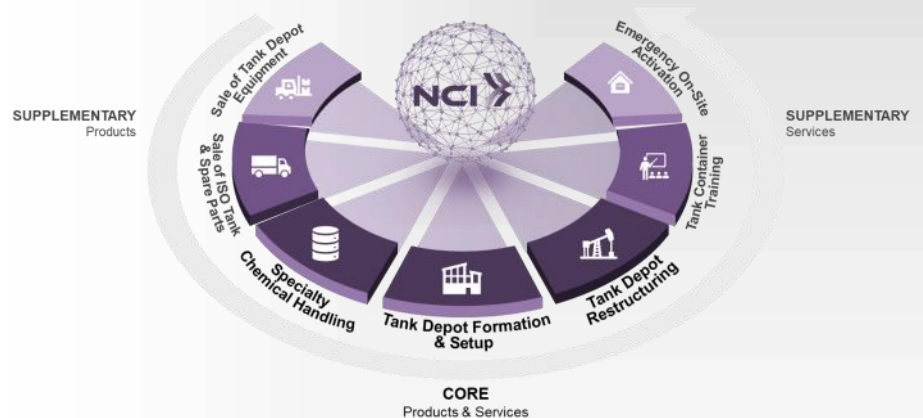 NCI
SUPPLEMENTARY
Products
Sale of Tank Depot
Equipment
Sale of ISO Tank
& Spare Parts
Specialty
Chemical Handling
Tank Depot Formation
& Setup
Tank Depot
Restructuring
Tank Container
Training
Emergency On-Site
Activation
SUPPLEMENTARY
Services
CORE
Products & Services